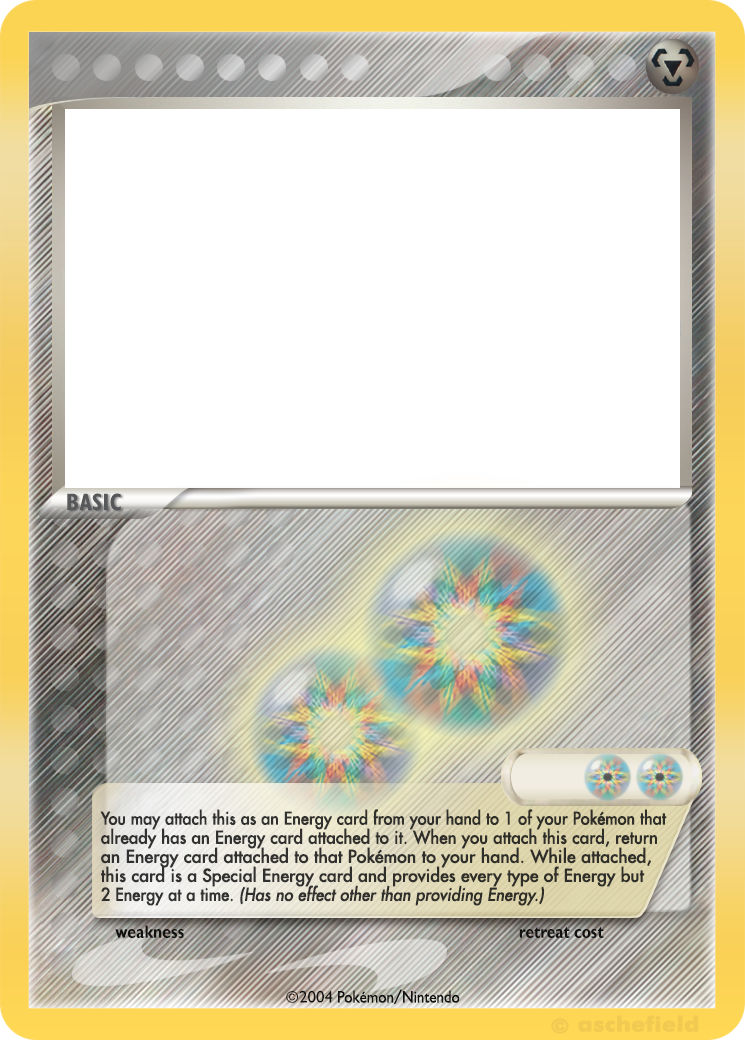 BASIC
You may attach this as an Energy card from your hand to 1 of your Pokémon that
already has an Energy card attached to it. When you attach this card, return
an Energy card attached to that Pokémon to your hand. While attached,
this card is a Special Energy card and provides every type of Energy but
2 Energy at a time. (Has no effect other than providing Energy.)
weakness
retreat cost
©2004 Pokémon/Nintendo
© aschefield